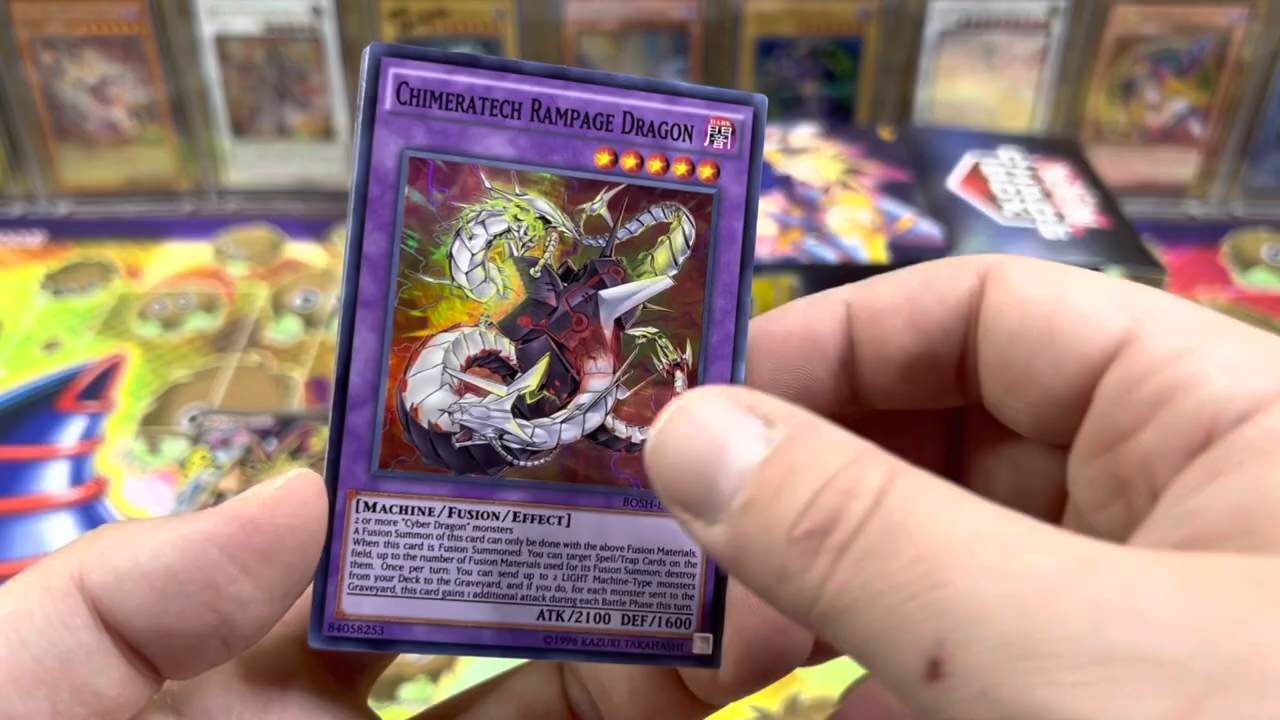 CHIMERATECH RAMPAGE DRAGON
DARK
闇
BOSH-
[MACHINE/FUSION/EFFECT]
2 or more "Cyber Dragon" monsters
A Fusion Summon of this card can only be done with the above Fusion Materials.
When this card is Fusion Summoned: You can target Spell/Trap Cards on the
field, up to the number of Fusion Materials used for its Fusion Summon; destroy
them. Once per turn: You can send up to 2 LIGHT Machine-Type monsters
from your Deck to the Graveyard, and if you do, for each monster sent to the
Graveyard, this card gains 1 additional attack during each Battle Phase this turn.
ATK/2100 DEF/1600
84058253
©1996 KAZUKI TAKAHASHI